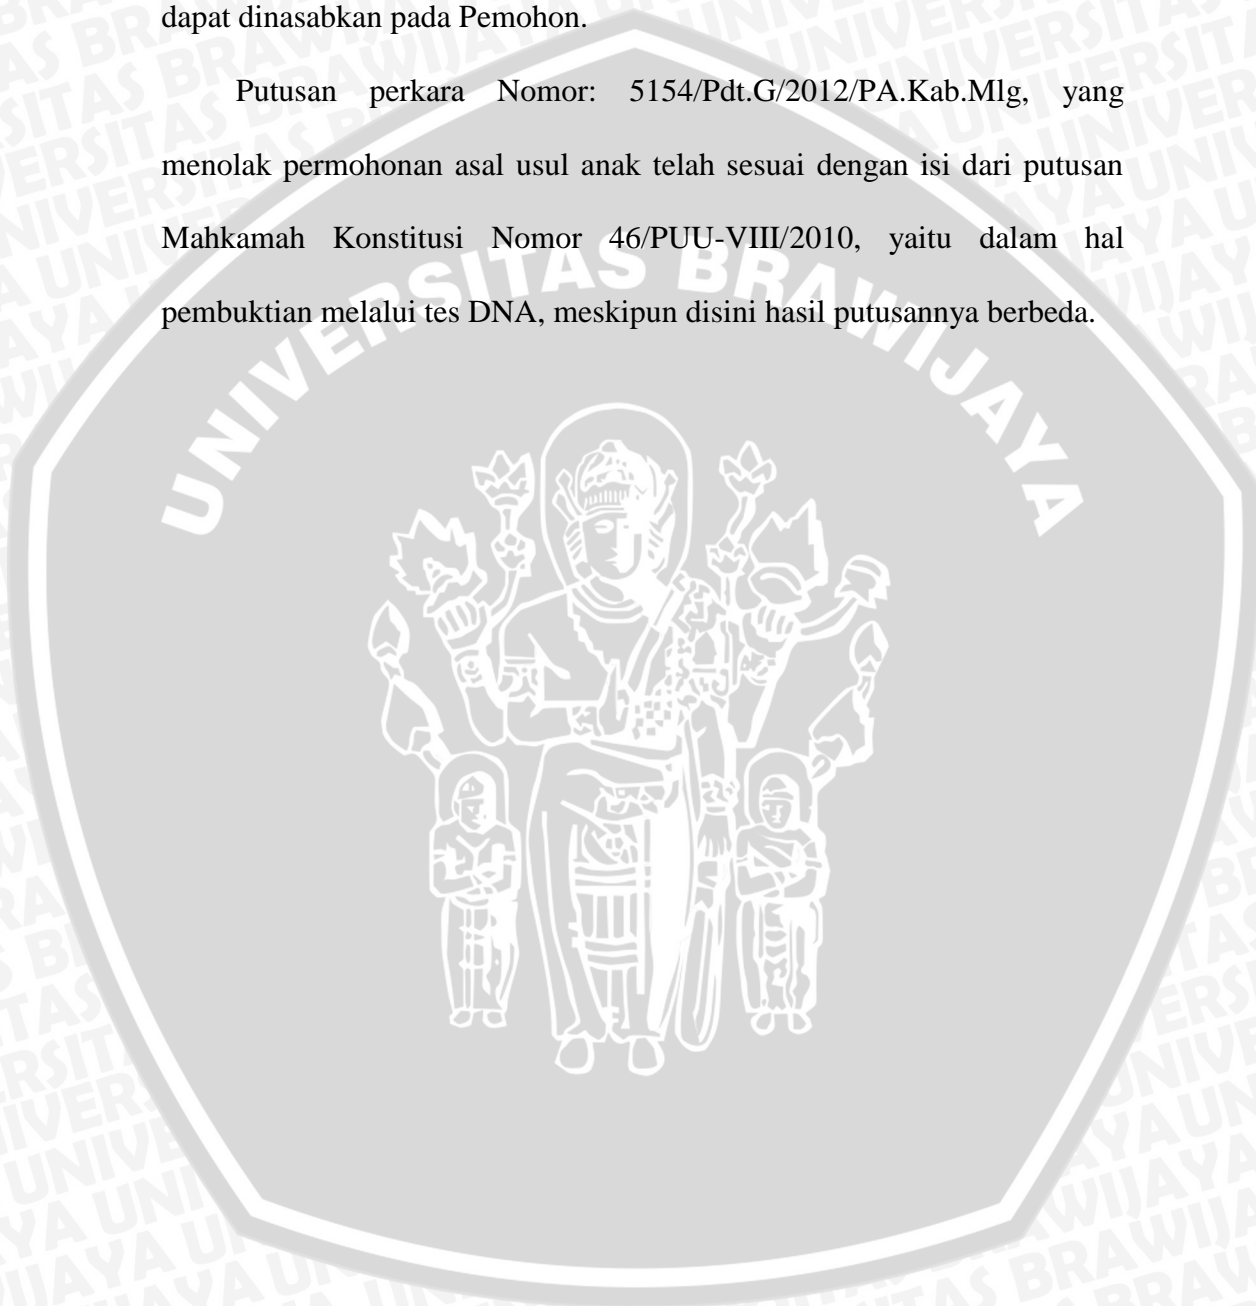 dapat dinasabkan pada Pemohon.
Putusan perkara Nomor: 5154/Pdt.G/2012/PA.Kab.Mlg, yang
menolak permohonan asal usul anak telah sesuai dengan isi dari putusan
Mahkamah Konstitusi Nomor 46/PUU-VIII/2010, yaitu dalam hal
pembuktian melalui tes DNA, meskipun disini hasil putusannya berbeda.
UNIVERSITAS BRAWIJAYA